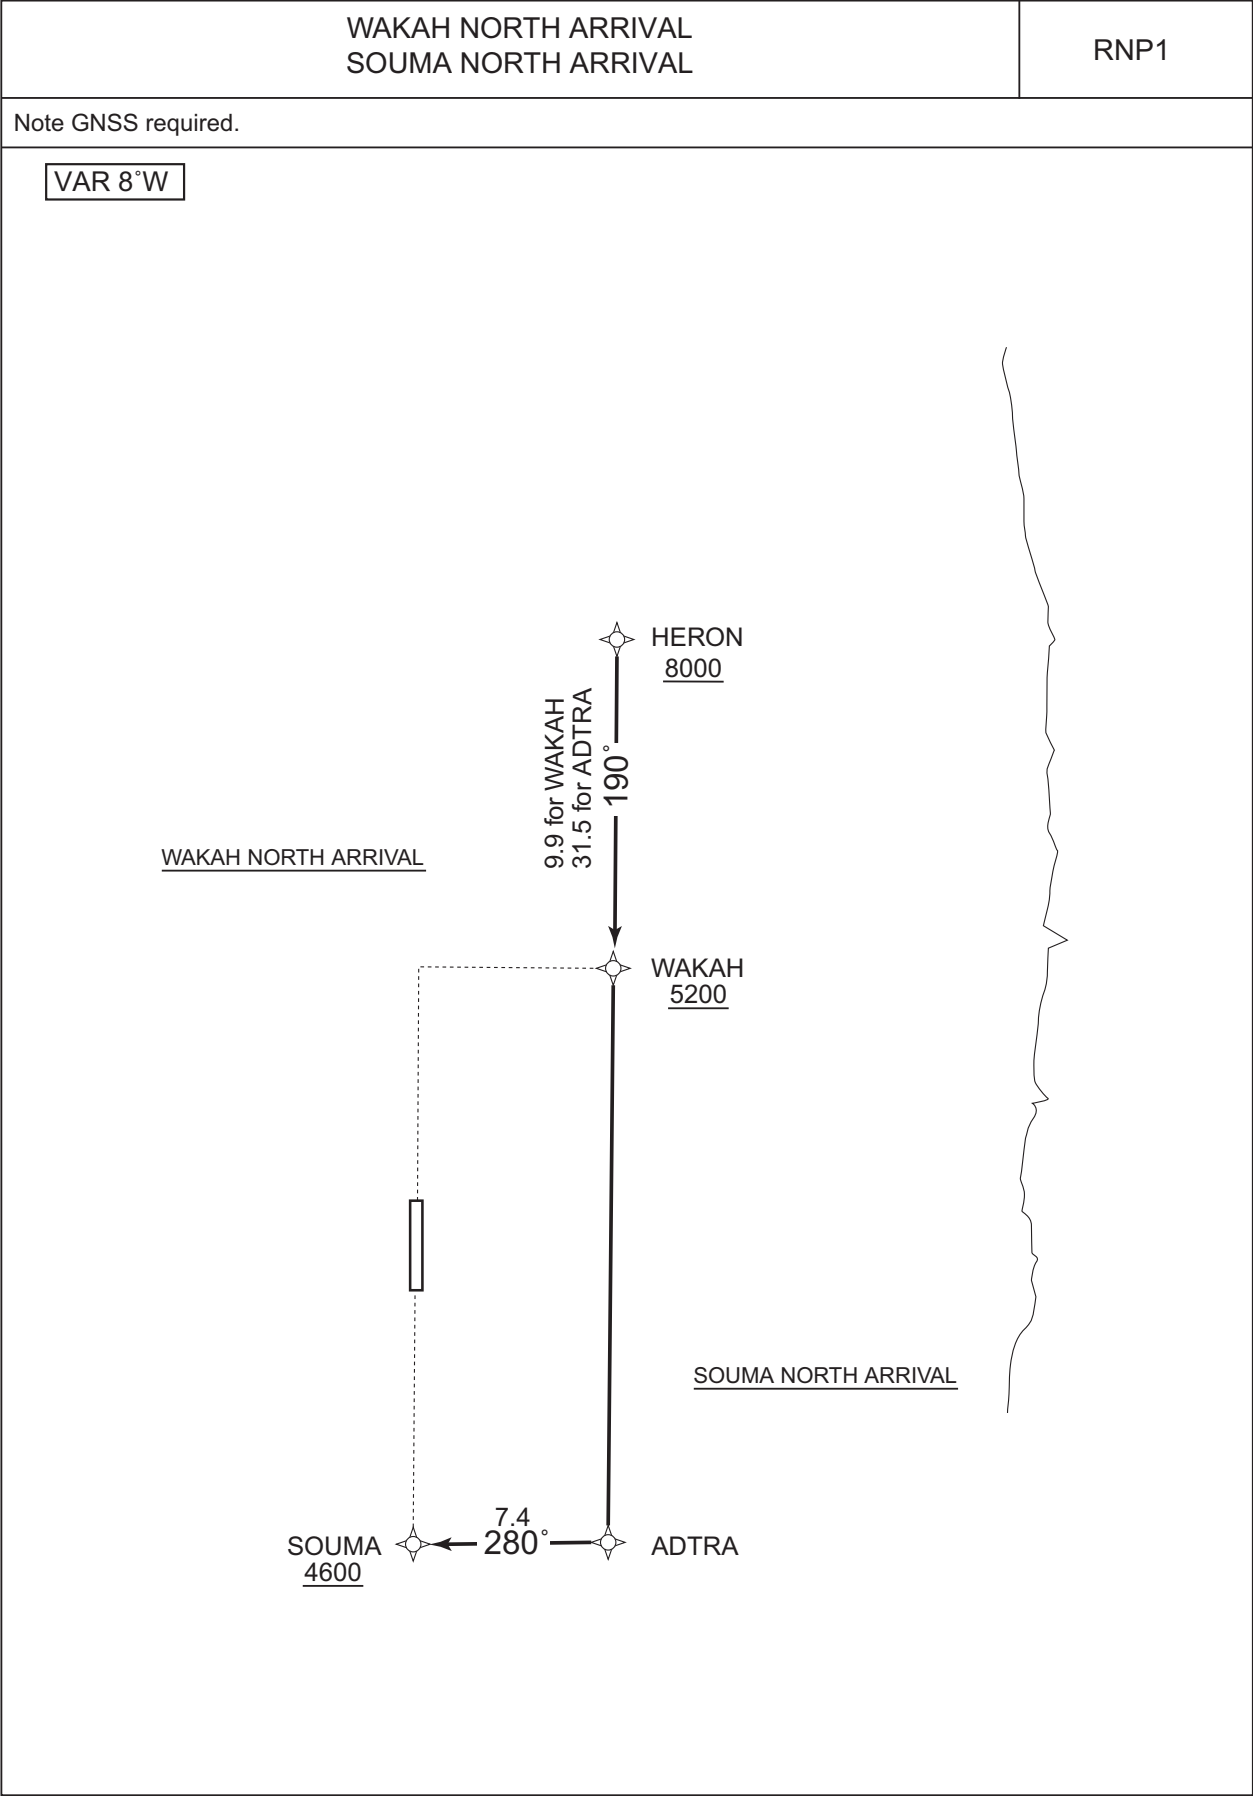 WAKAH NORTH ARRIVAL
SOUMA NORTH ARRIVAL
RNP1
Note GNSS required.
VAR 8˚W
HERON
8000
9.9 for WAKAH
31.5 for ADTRA
190˚
WAKAH NORTH ARRIVAL
WAKAH
5200
SOUMA NORTH ARRIVAL
7.4
280˚
SOUMA
4600
ADTRA